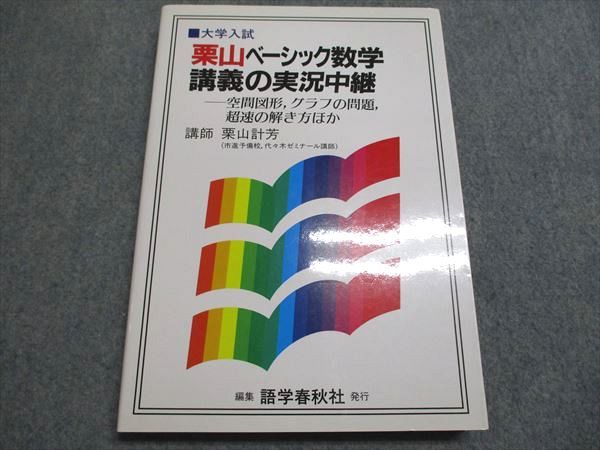 ■大学入試
栗山ベーシック数学
講義の実況中継
──空間図形,グラフの問題,
超速の解き方ほか
講師 栗山計芳
(市進予備校,代々木ゼミナール講師)
編集 語学春秋社 発行